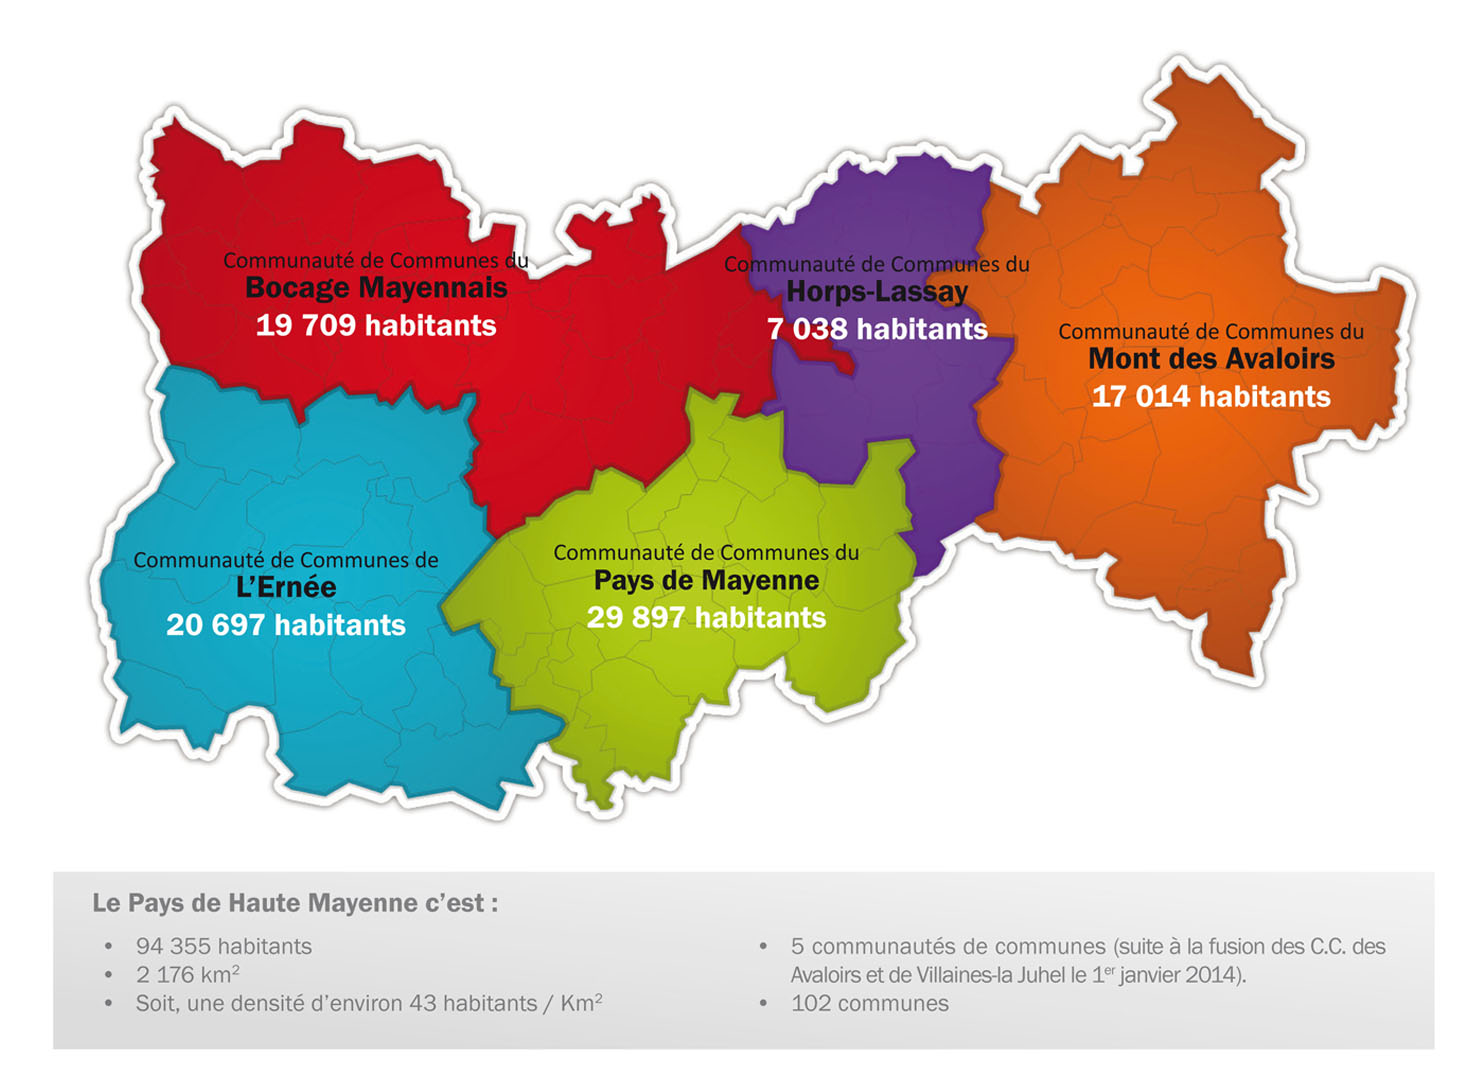 Communauté de Communes du
Bocage Mayennais
19 709 habitants
Communauté de Communes du
Horps-Lassay
7 038 habitants
Communauté de Communes du
Mont des Avaloirs
17 014 habitants
Communauté de Communes de
L’Ernée
20 697 habitants
Communauté de Communes du
Pays de Mayenne
29 897 habitants
Le Pays de Haute Mayenne c’est :
• 94 355 habitants
• 2 176 km²
• Soit, une densité d’environ 43 habitants / Km²
• 5 communautés de communes (suite à la fusion des C.C. des
Avaloirs et de Villaines-la Juhel le 1er janvier 2014).
• 102 communes